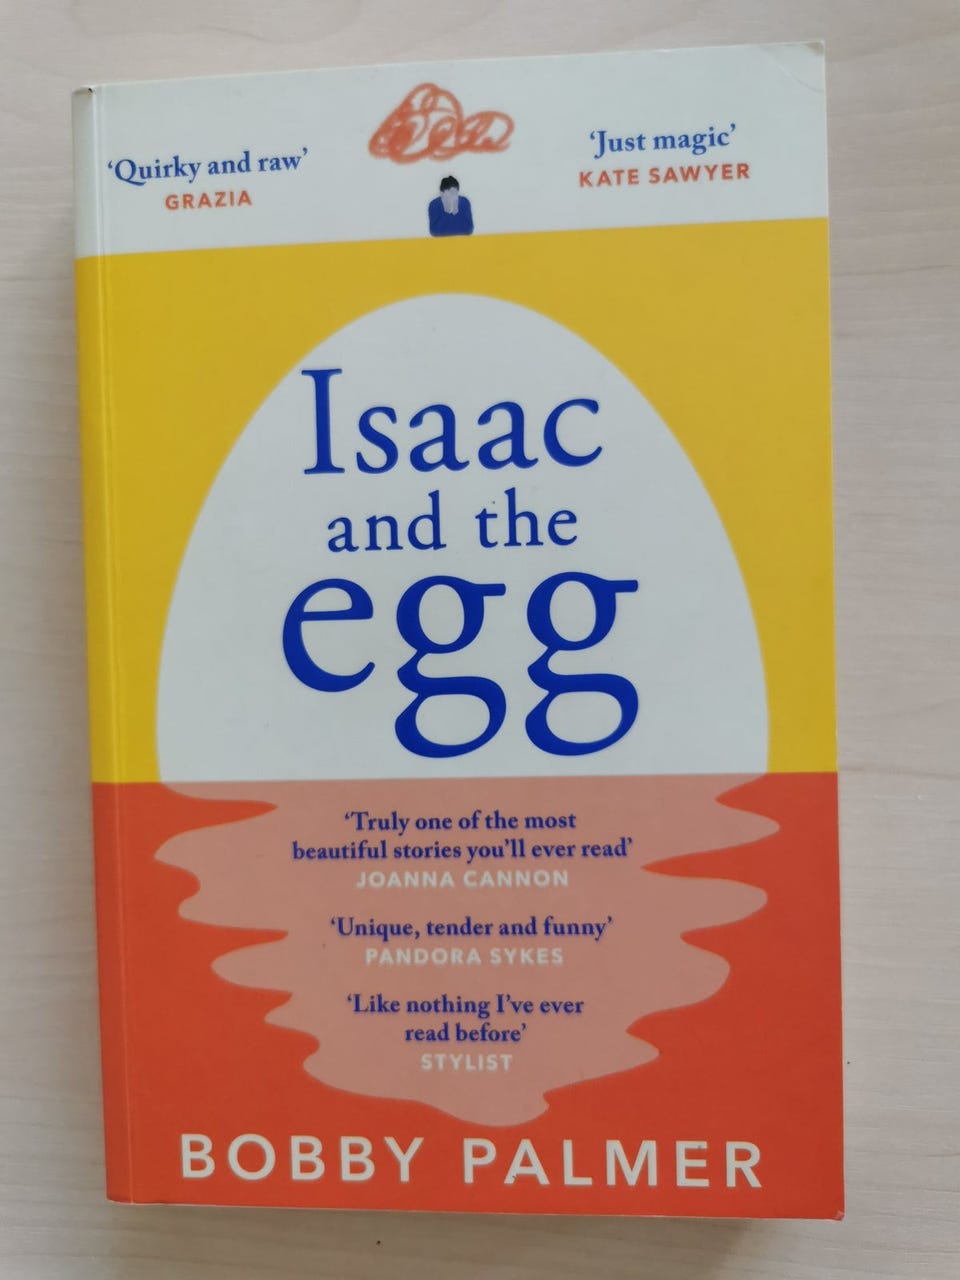 ‘Quirky and raw’
GRAZIA
‘Just magic’
KATE SAWYER
Isaac
and the
egg
‘Truly one of the most
beautiful stories you’ll ever read’
JOANNA CANNON
‘Unique, tender and funny’
PANDORA SYKES
‘Like nothing I’ve ever
read before’
STYLIST
BOBBY PALMER